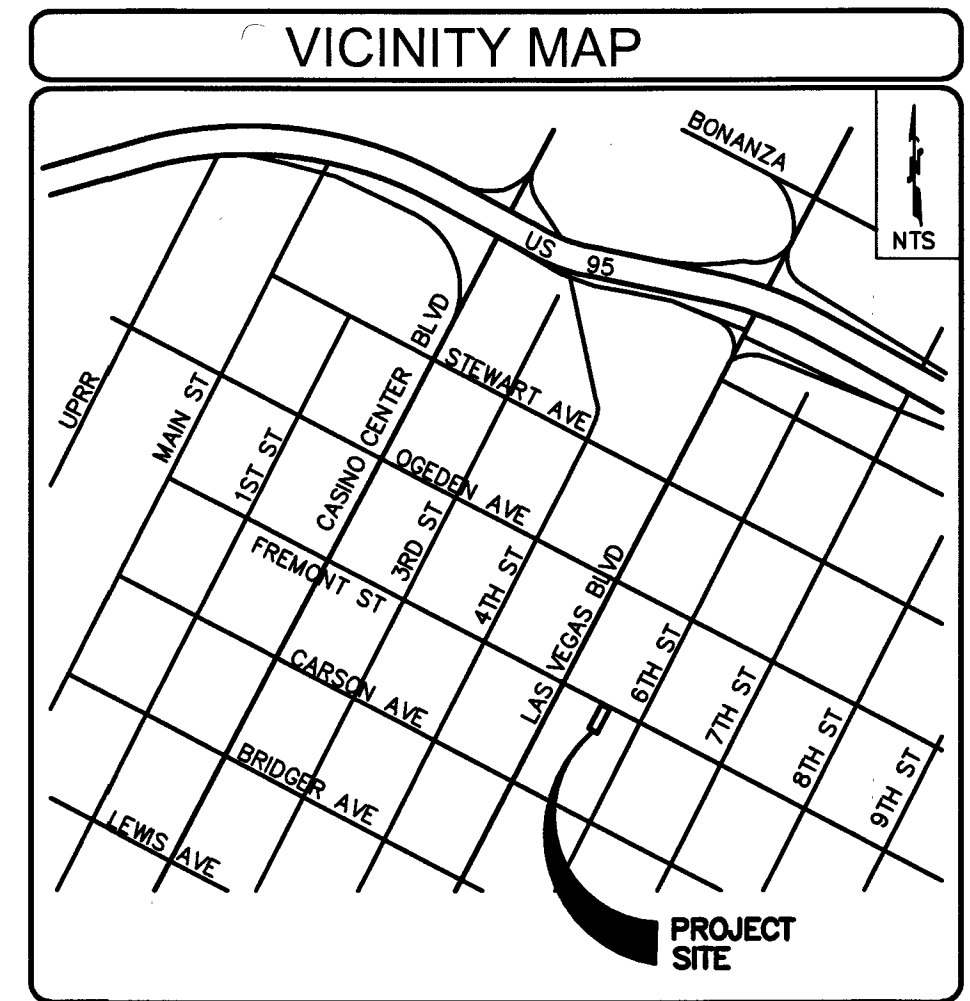 VICINITY MAP
BONANZA
NTS
US 95
BLVD
STEWART AVE
UPRR
MAIN ST
CASINO CENTER
1ST ST
OGEDEN AVE
3RD ST
FREMONT ST
4TH ST
LAS VEGAS BLVD
CARSON AVE
6TH ST
7TH ST
BRIDGER AVE
8TH ST
9TH ST
LEWIS AVE
PROJECT
SITE